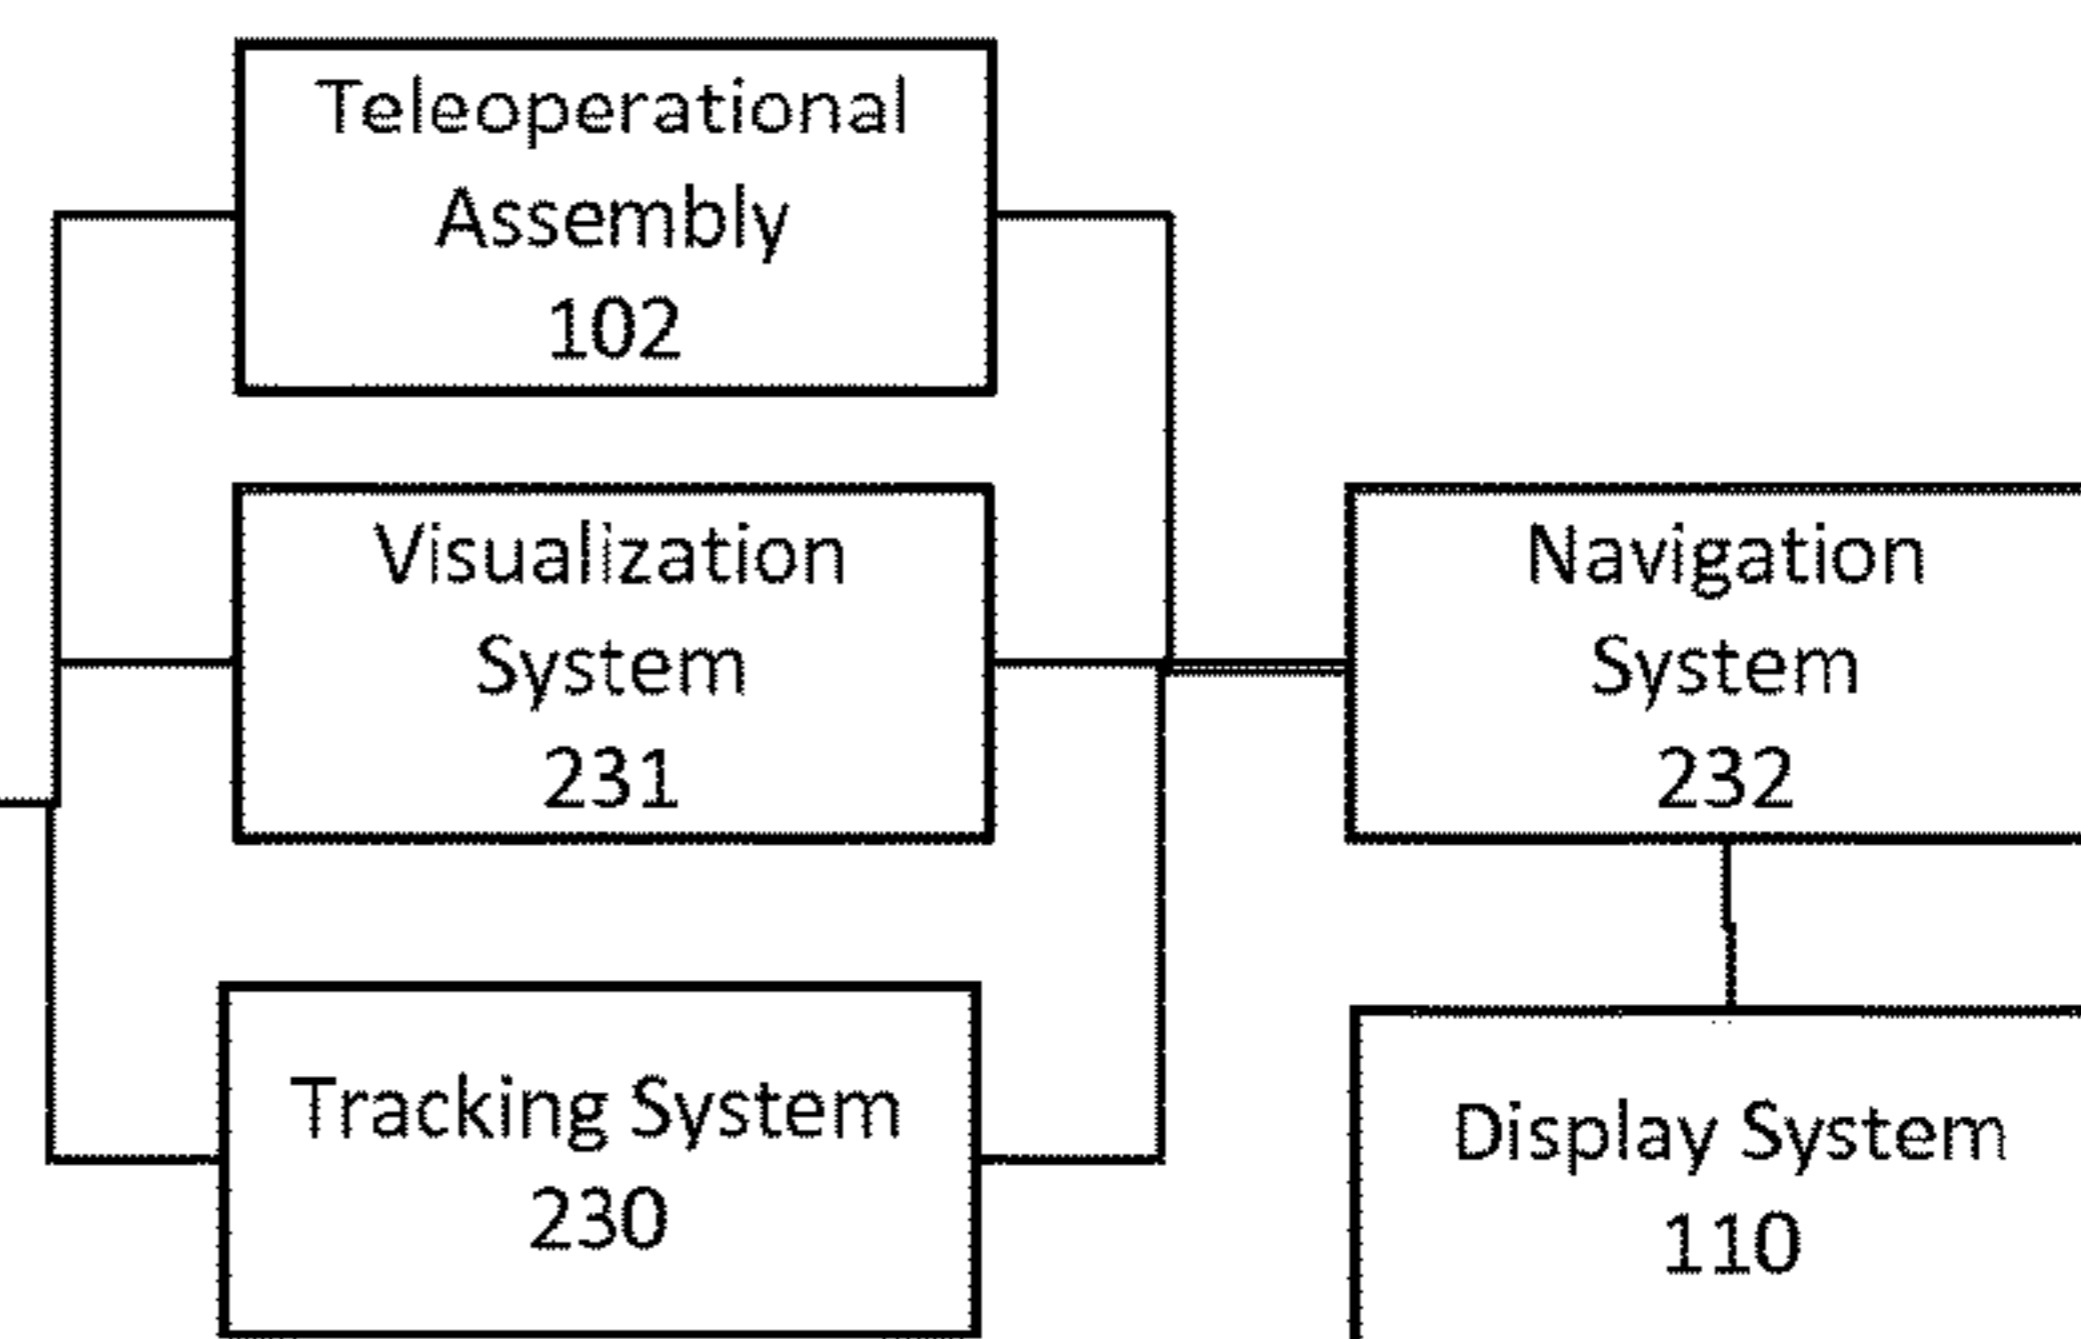 Teleoperational
Assembly
102
Visualization
System
231
Tracking System
230
Navigation
System
232
Display System
110